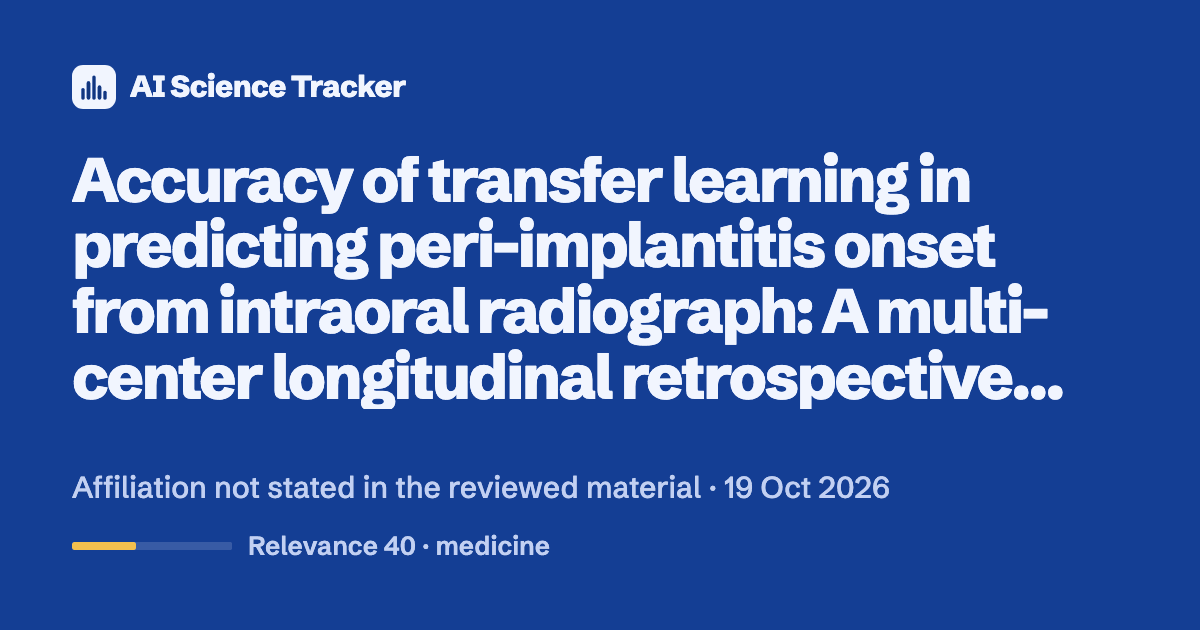 AI Science Tracker
Accuracy of transfer learning in
predicting peri-implantitis onset
from intraoral radiograph: A multi-
center longitudinal retrospective...
Affiliation not stated in the reviewed material · 19 Oct 2026
Relevance 40 · medicine